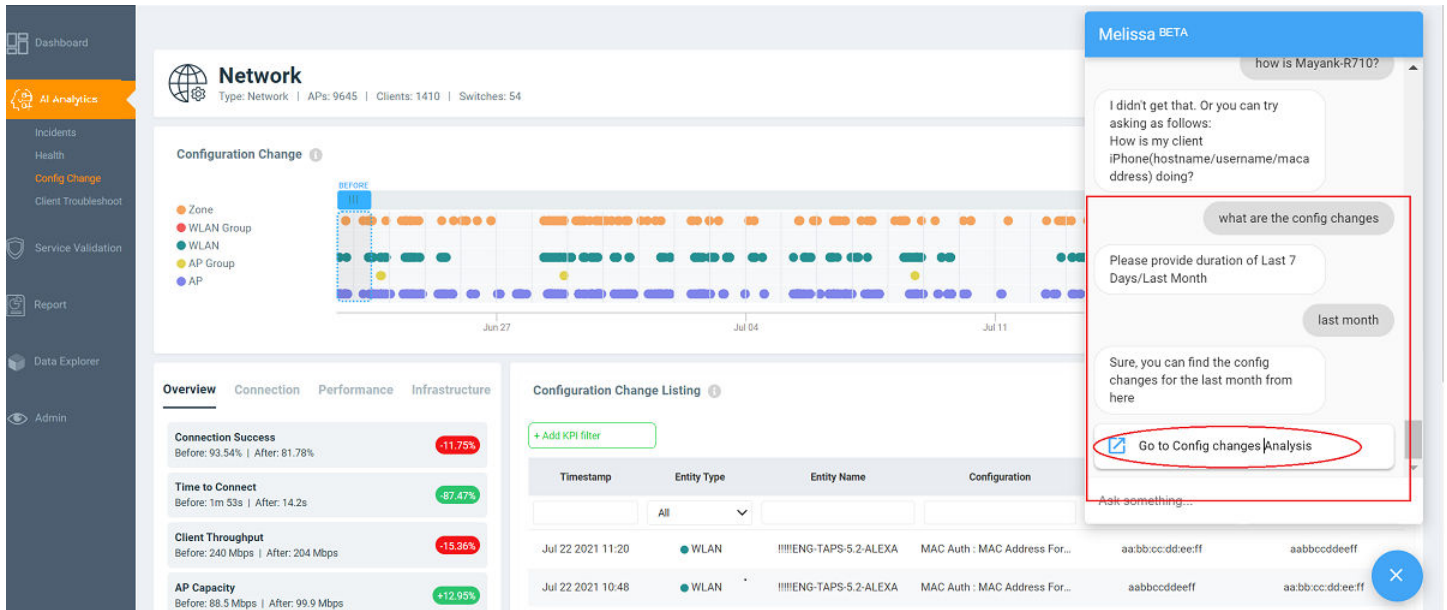 Dashboard
AI Analytics
Incidents
Health
Config Change
Client Troubleshoot
Service Validation
Report
Data Explorer
Admin
Network
Type: Network | APs: 9645 | Clients: 1410 | Switches: 54
Configuration Change
BEFORE
Zone
WLAN Group
WLAN
AP Group
AP
Jun 27
Jul 04
Jul 11
Overview Connection Performance Infrastructure
Connection Success
Before: 93.54% | After: 81.78%
-11.75%
Time to Connect
Before: 1m 53s | After: 14.2s
-87.47%
Client Throughput
Before: 240 Mbps | After: 204 Mbps
-15.36%
AP Capacity
Before: 88.5 Mbps | After: 99.9 Mbps
+12.95%
Configuration Change Listing
+ Add KPI filter
Timestamp Entity Type Entity Name Configuration
All
Jul 22 2021 11:20 WLAN !!!!!ENG-TAPS-5.2-ALEXA MAC Auth : MAC Address For... aa:bb:cc:dd:ee:ff aabbccddeeff
Jul 22 2021 10:48 WLAN !!!!!ENG-TAPS-5.2-ALEXA MAC Auth : MAC Address For... aabbccddeeff aa:bb:cc:dd:ee:ff
Melissa BETA
how is Mayank-R710?
I didn't get that. Or you can try
asking as follows:
How is my client
iPhone(hostname/username/maca
ddress) doing?
what are the config changes
Please provide duration of Last 7
Days/Last Month
last month
Sure, you can find the config
changes for the last month from
here
Go to Config changes Analysis
Ask something...